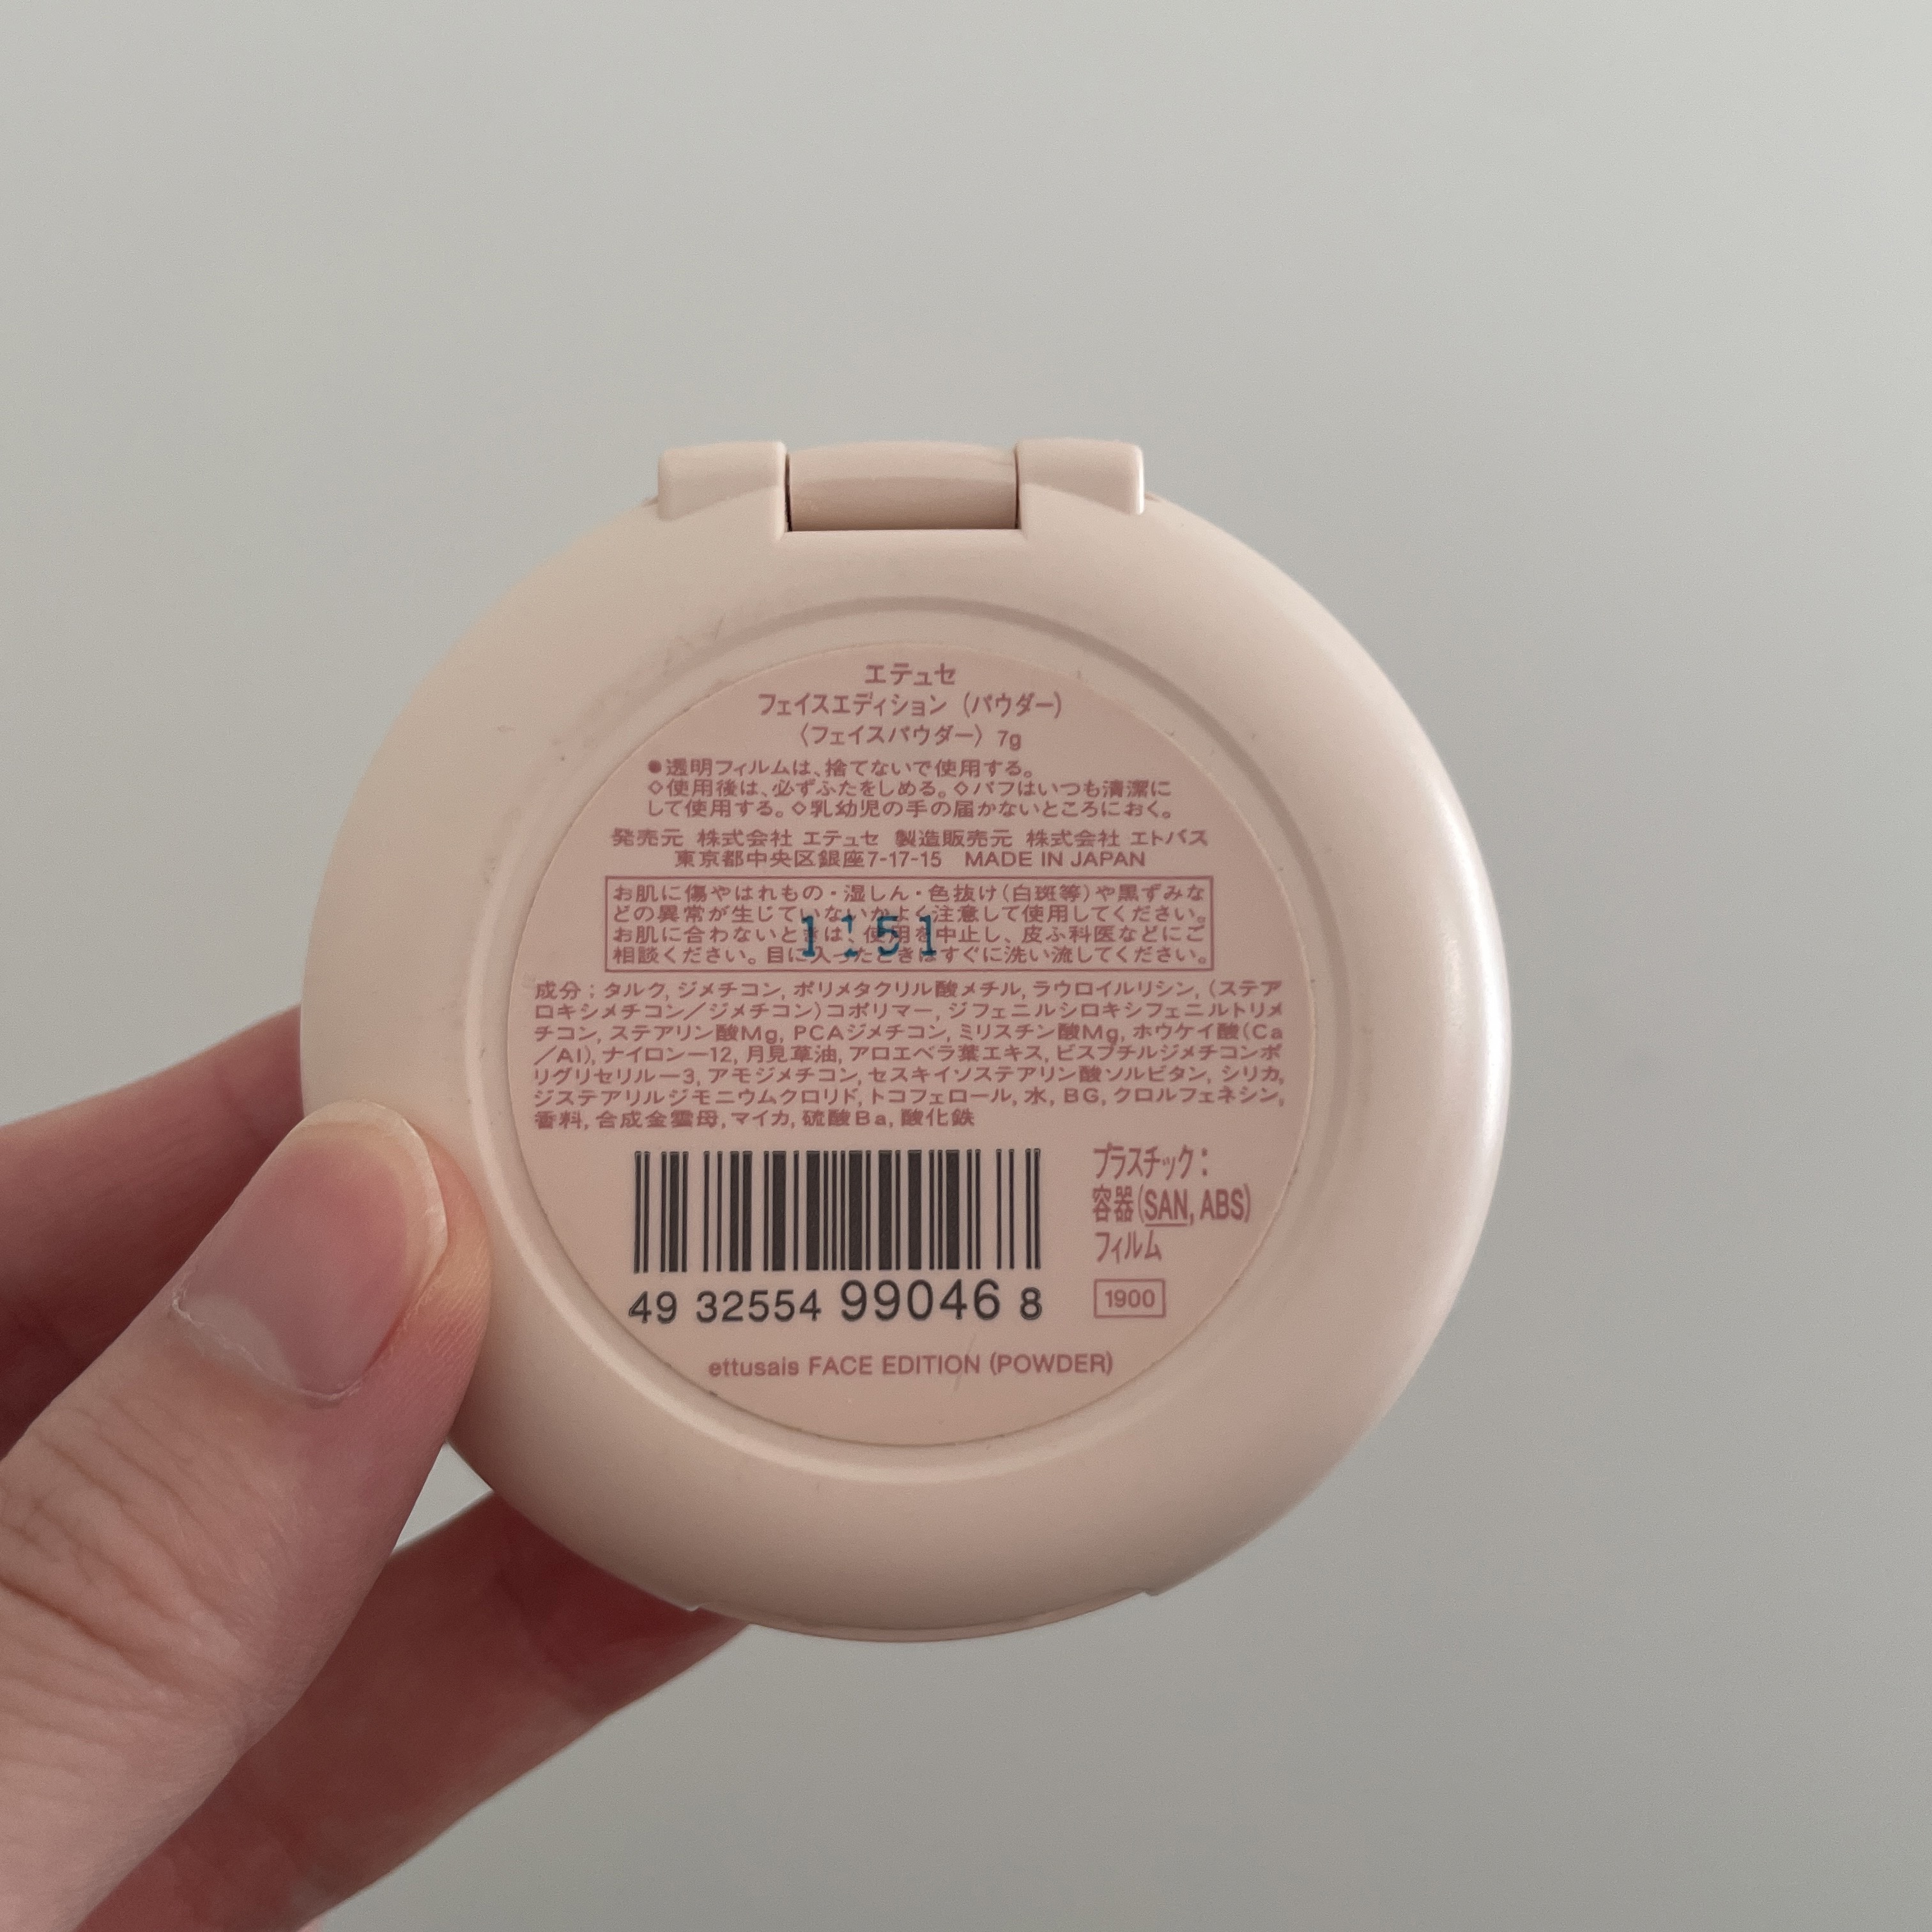 エテュセ
フェイスエディション（パウダー）
〈フェイスパウダー〉7g
●透明フィルムは、捨てないで使用する。
◇使用後は、必ずふたをしめる。◇パフはいつも清潔に
して使用する。◇乳幼児の手の届かないところにおく。
発売元 株式会社 エテュセ 製造販売元 株式会社 エトバス
東京都中央区銀座7-17-15 MADE IN JAPAN
お肌に傷やはれもの・湿しん・色抜け（白斑等）や黒ずみな
どの異常が生じていないかよく注意して使用してください。
お肌に合わないときは、使用を中止し、皮ふ科医などにご
相談ください。目に入ったときはすぐに洗い流してください。
1151
成分：タルク, ジメチコン, ポリメタクリル酸メチル, ラウロイルリシン, （ステア
ロキシメチコン／ジメチコン）コポリマー, ジフェニルシロキシフェニルトリメ
チコン, ステアリン酸Mg, PCAジメチコン, ミリスチン酸Mg, ホウケイ酸（Ca
／Al）, ナイロン－12, 月見草油, アロエベラ葉エキス, ビスブチルジメチコンポ
リグリセリル－3, アモジメチコン, セスキイソステアリン酸ソルビタン, シリカ,
ジステアリルジモニウムクロリド, トコフェロール, 水, BG, クロルフェネシン,
香料, 合成金雲母, マイカ, 硫酸Ba, 酸化鉄
プラスチック：
容器(SAN, ABS)
フィルム
1900
49 32554 99046 8
ettusais FACE EDITION (POWDER)